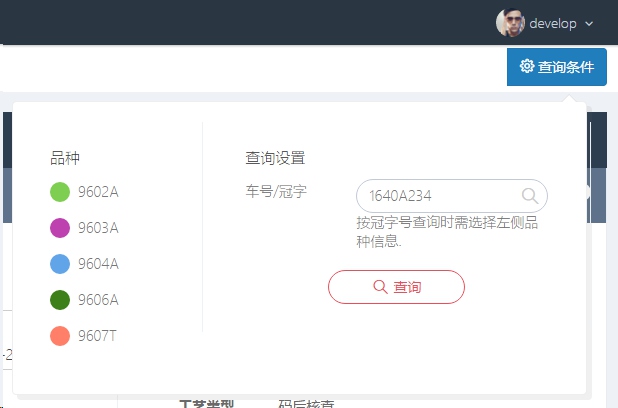 develop
查询条件
品种
9602A
9603A
9604A
9606A
9607T
查询设置
车号/冠字
1640A234
按冠字号查询时需选择左侧品
种信息.
查询
-2
工艺类型 码后核查